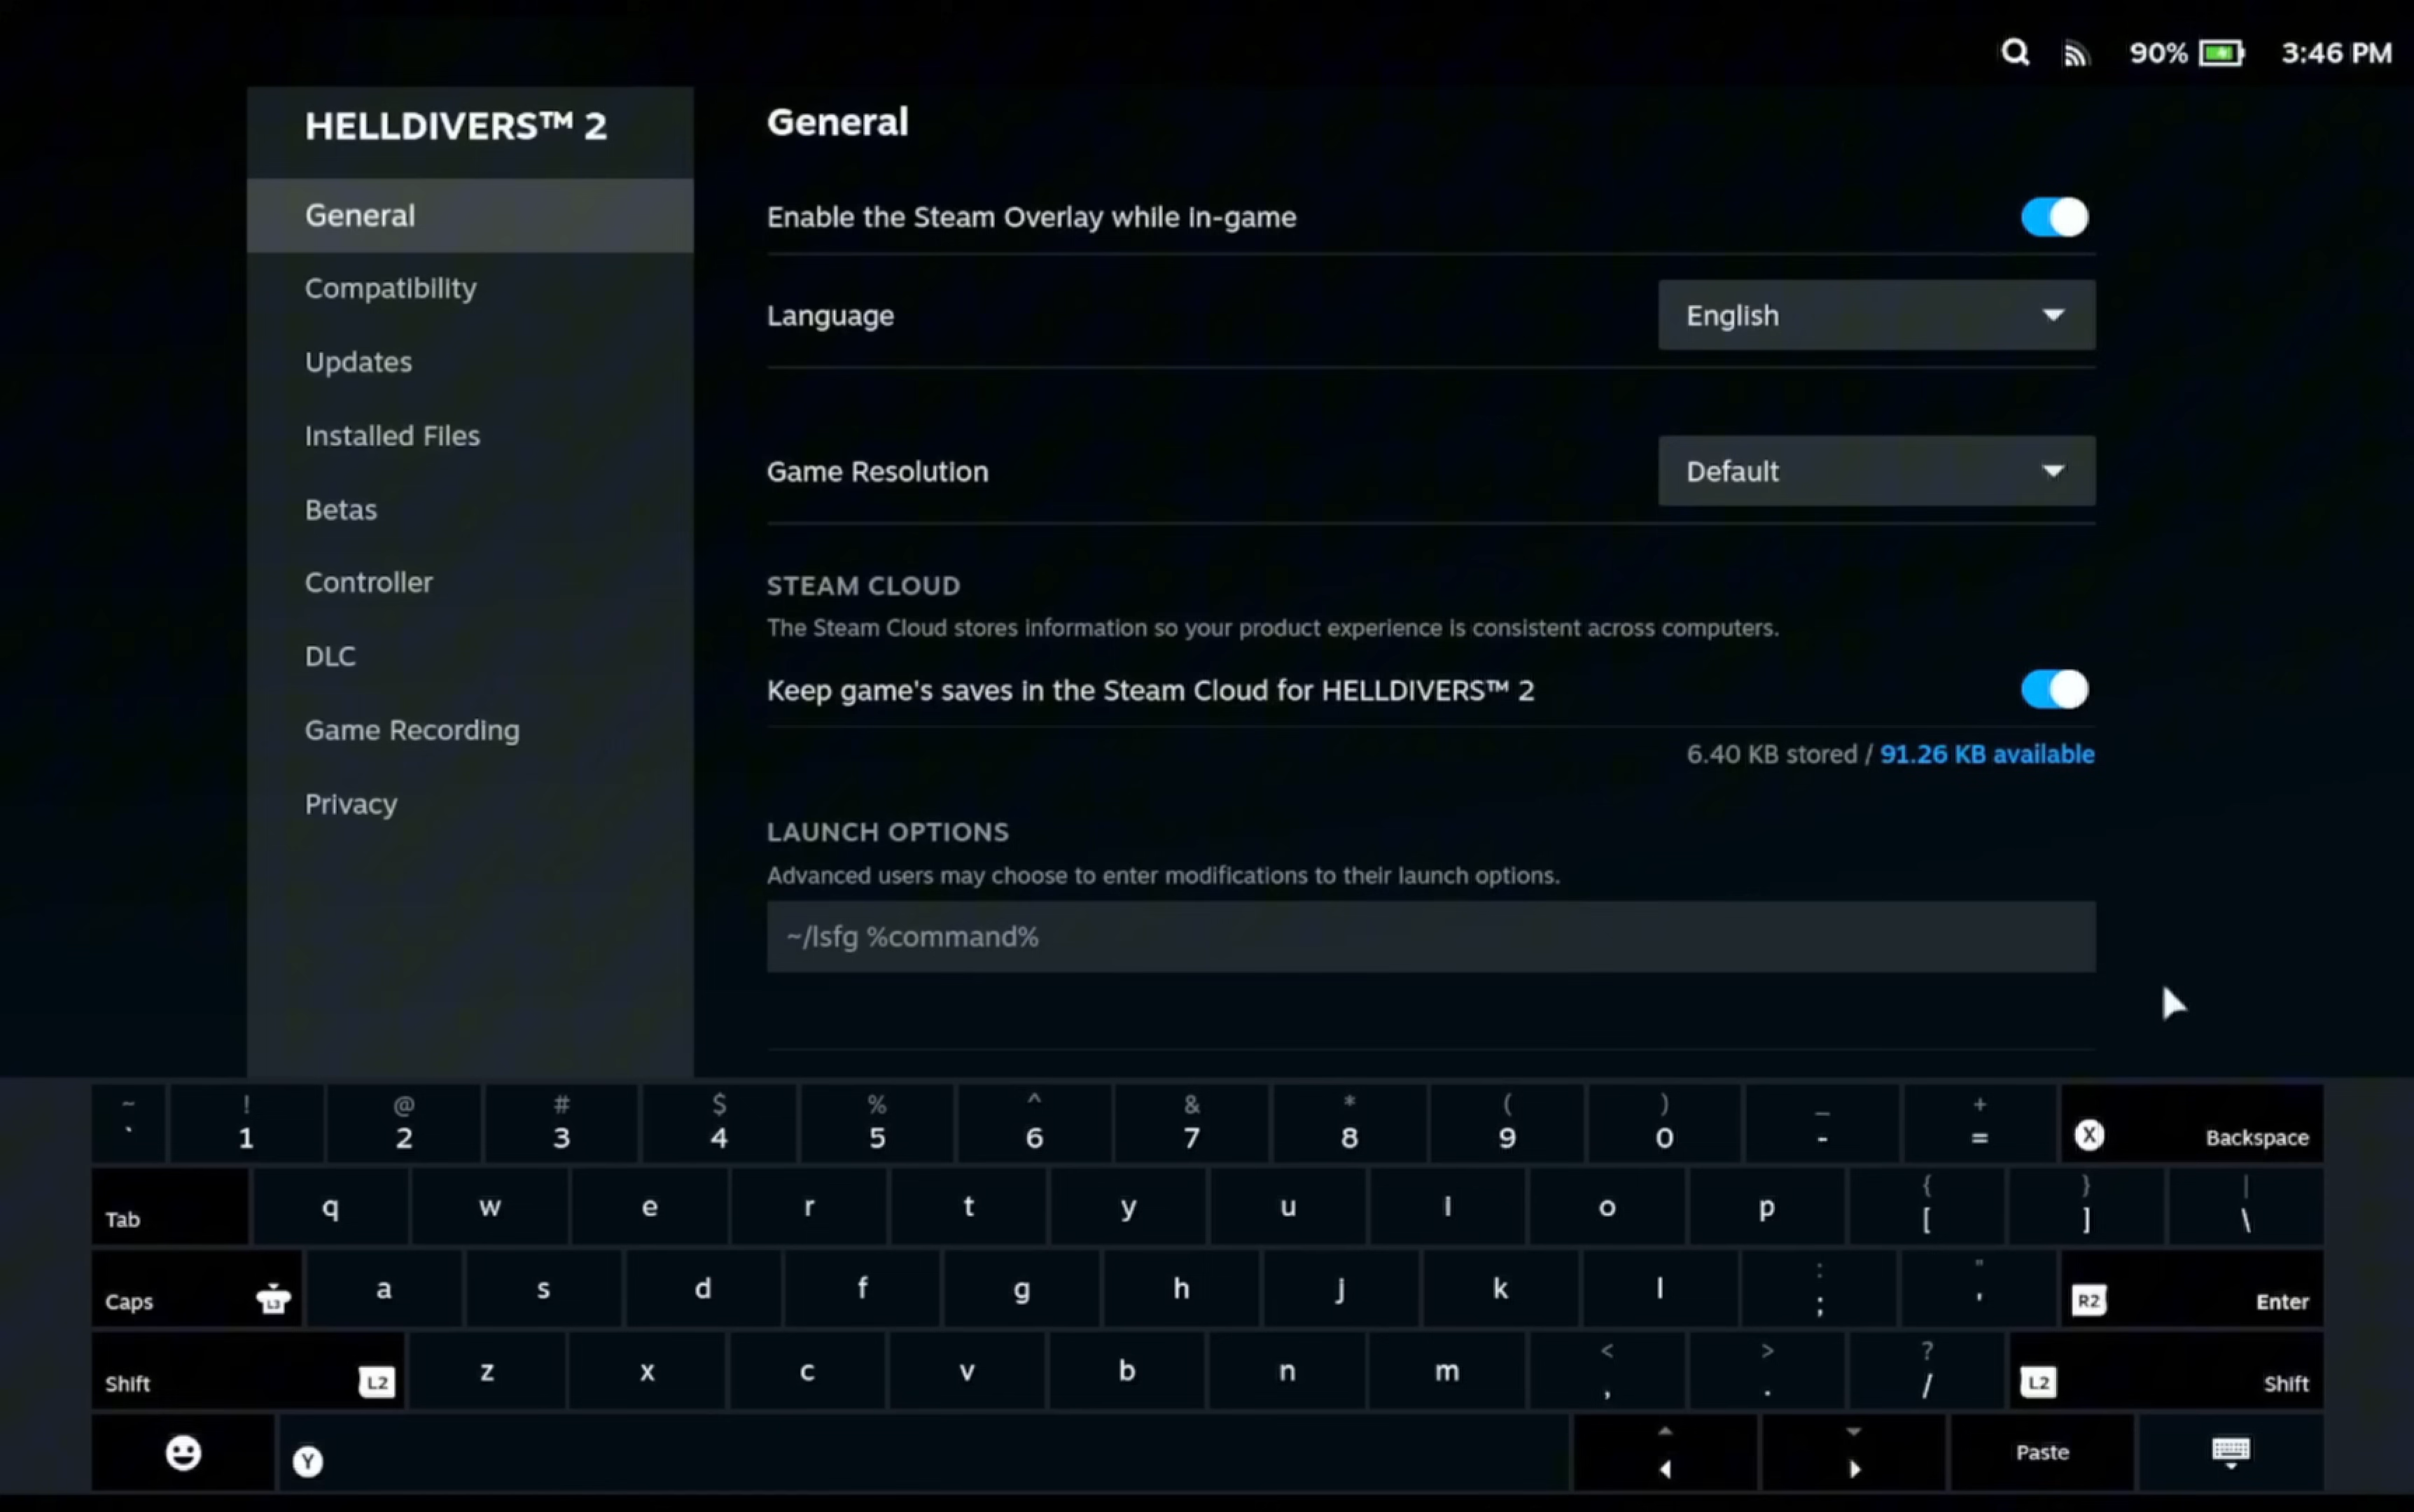 90% 3:46 PM
HELLDIVERS™ 2
General
Compatibility
Updates
Installed Files
Betas
Controller
DLC
Game Recording
Privacy
General
Enable the Steam Overlay while in-game
Language English
Game Resolution Default
STEAM CLOUD
The Steam Cloud stores information so your product experience is consistent across computers.
Keep game's saves in the Steam Cloud for HELLDIVERS™ 2
6.40 KB stored / 91.26 KB available
LAUNCH OPTIONS
Advanced users may choose to enter modifications to their launch options.
~/lsfg %command%
~ ! @ # $ % ^ & * ( ) _ +
` 1 2 3 4 5 6 7 8 9 0 - = X Backspace
{ } |
Tab q w e r t y u i o p [ ] \
: "
Caps L3 a s d f g h j k l ; ' R2 Enter
< > ?
Shift L2 z x c v b n m , . / L2 Shift
Y Paste